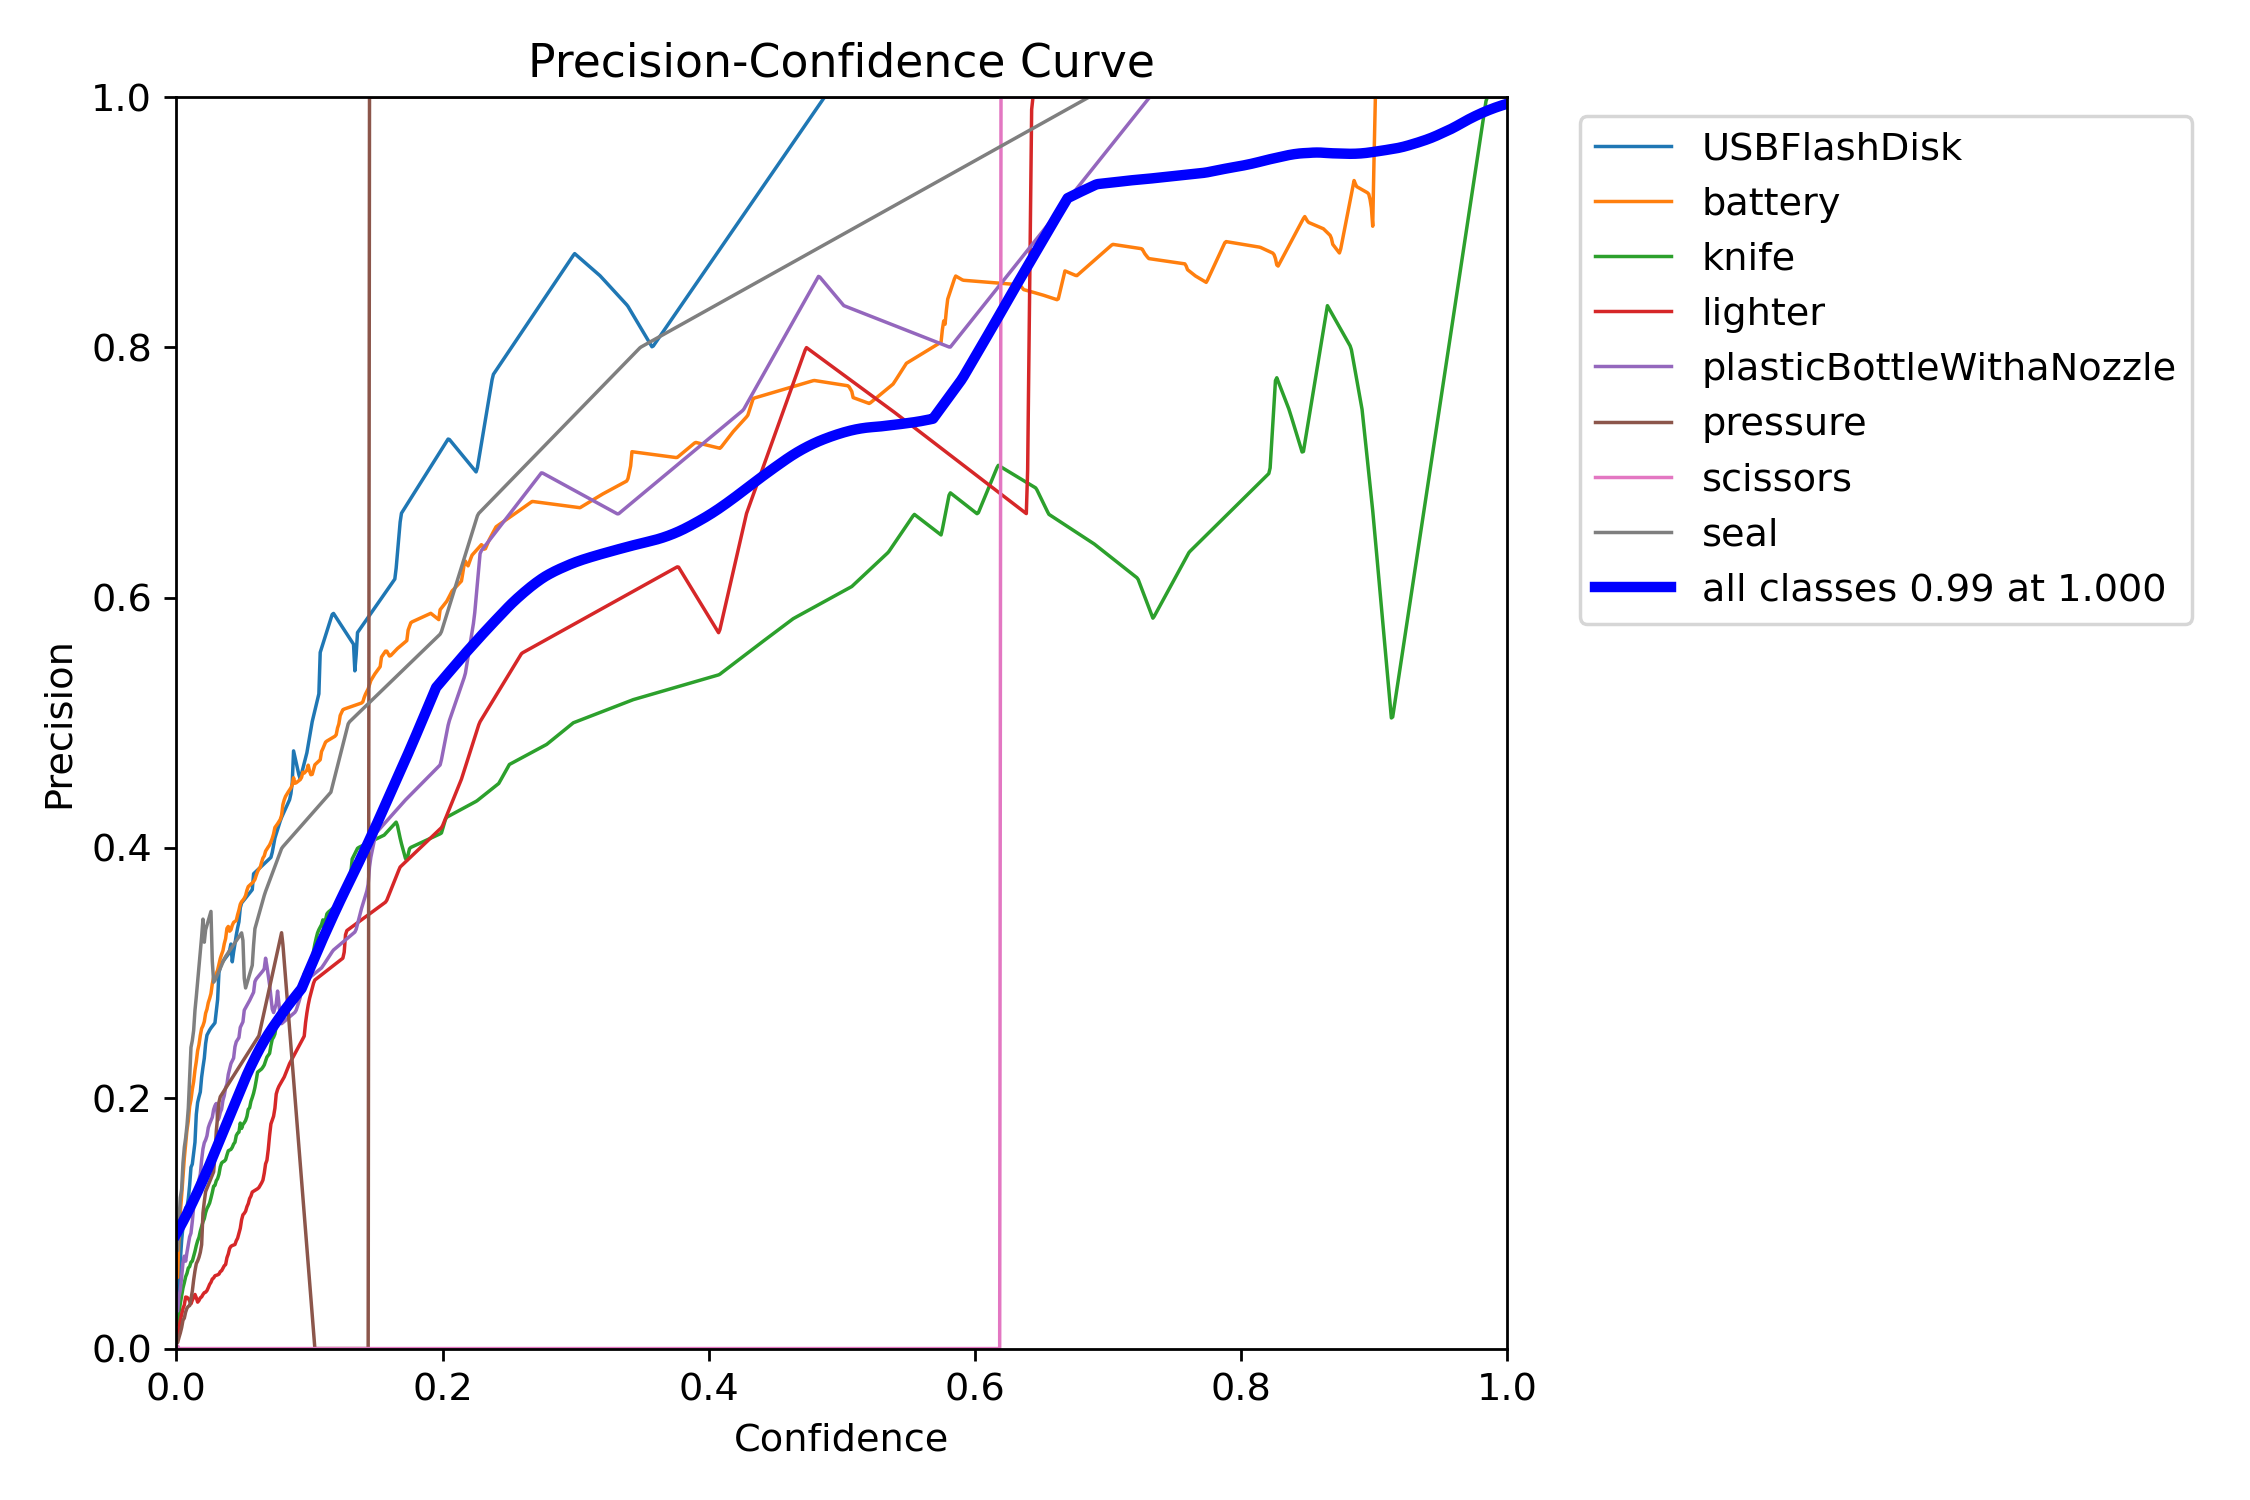 Precision-Confidence Curve
1.0
0.8
0.6
0.4
0.2
0.0
Precision
0.0 0.2 0.4 0.6 0.8 1.0
Confidence
USBFlashDisk
battery
knife
lighter
plasticBottleWithaNozzle
pressure
scissors
seal
all classes 0.99 at 1.000